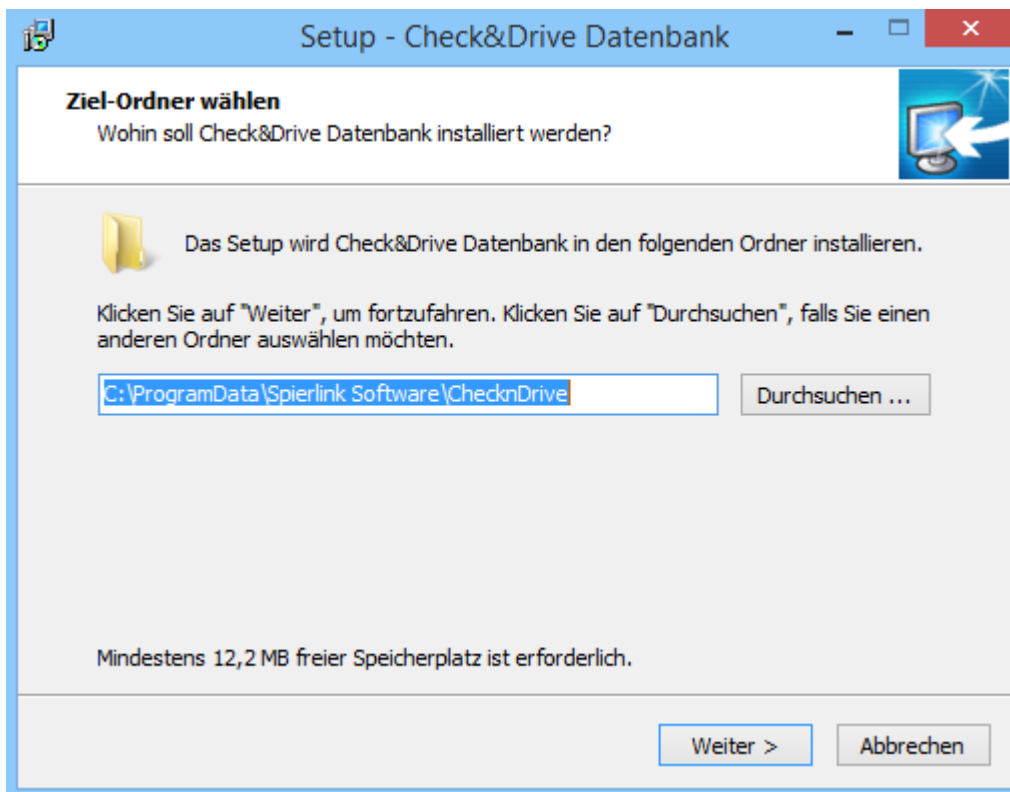 Setup - Check&Drive Datenbank
Ziel-Ordner wählen
Wohin soll Check&Drive Datenbank installiert werden?
Das Setup wird Check&Drive Datenbank in den folgenden Ordner installieren.
Klicken Sie auf "Weiter", um fortzufahren. Klicken Sie auf "Durchsuchen", falls Sie einen
anderen Ordner auswählen möchten.
C:\ProgramData\Spierlink Software\ChecknDrive
Durchsuchen ...
Mindestens 12,2 MB freier Speicherplatz ist erforderlich.
Weiter >
Abbrechen